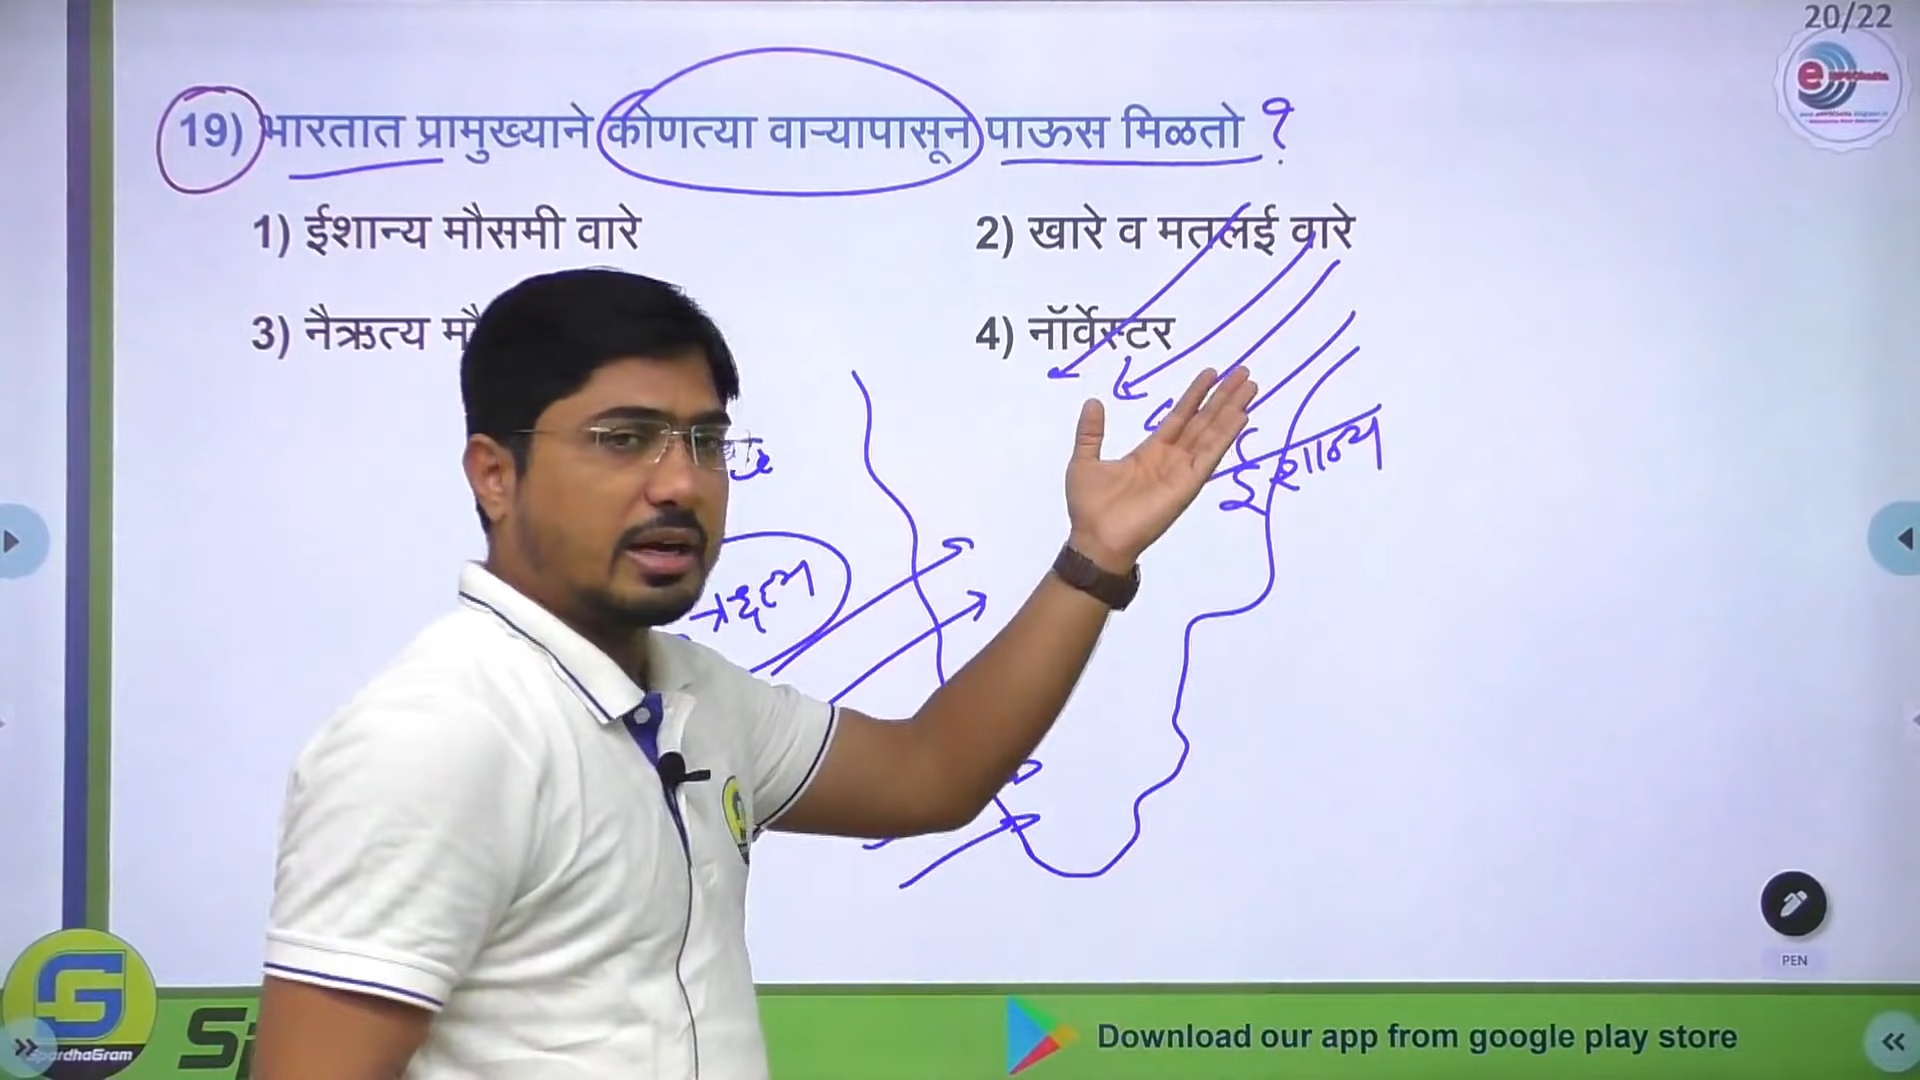 20/22
19) भारतात प्रामुख्याने कोणत्या वाऱ्यापासून पाऊस मिळतो ?
1) ईशान्य मौसमी वारे
2) खारे व मतलई वारे
3) नैऋत्य
4) नॉर्वेस्टर
ईशान्य
PEN
SpardhaGram
Download our app from google play store